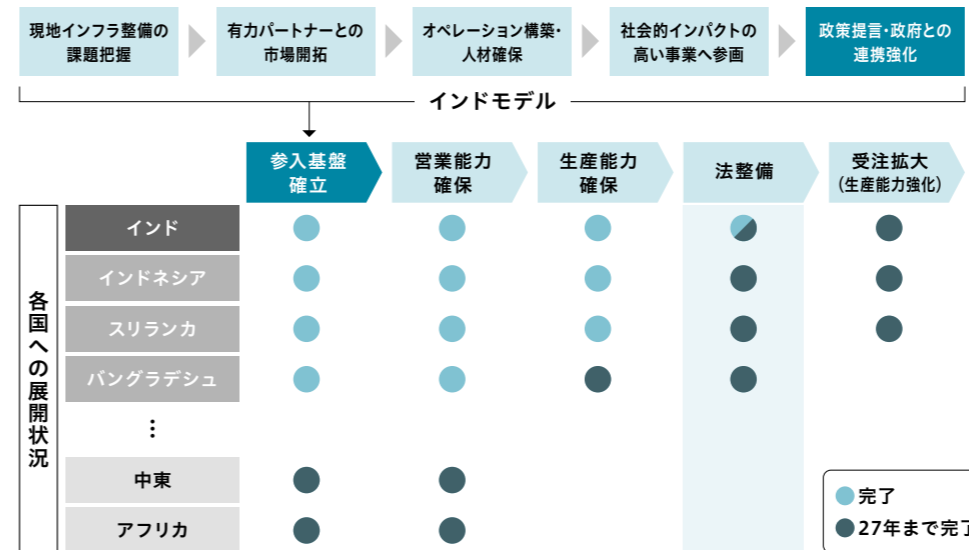 現地インフラ整備の
課題把握
有力パートナーとの
市場開拓
オペレーション構築・
人材確保
社会的インパクトの
高い事業へ参画
政策提言・政府との
連携強化
インドモデル
参入基盤
確立
営業能力
確保
生産能力
確保
法整備
受注拡大
(生産能力強化)
各国への展開状況
インド
インドネシア
スリランカ
バングラデシュ
⋮
中東
アフリカ
完了
27年まで完了